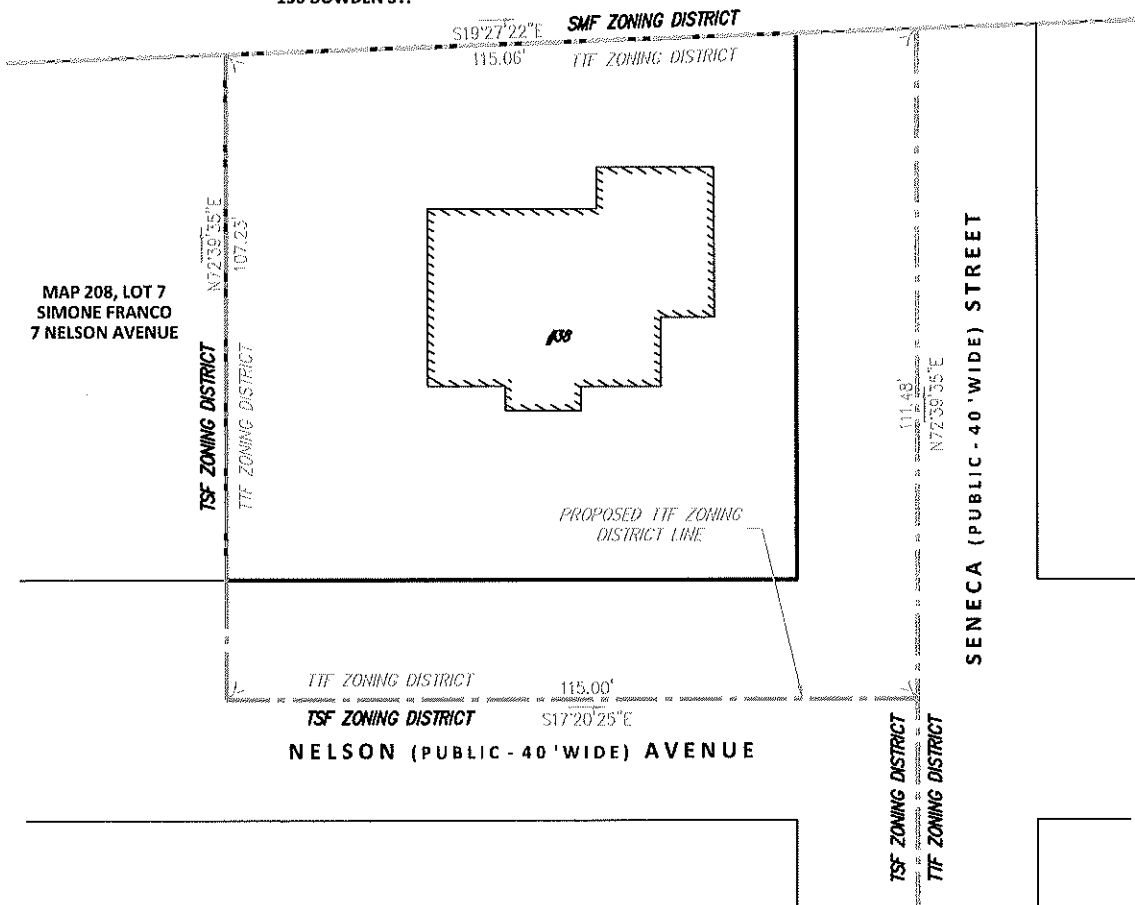 SMF ZONING DISTRICT
S19°27'22"E
115.06'
TTF ZONING DISTRICT
N72°39'35"E
107.23'
MAP 208, LOT 7
SIMONE FRANCO
7 NELSON AVENUE
TSF ZONING DISTRICT
TTF ZONING DISTRICT
#38
111.48'
N72°39'35"E
SENECA (PUBLIC - 40 'WIDE) STREET
PROPOSED TTF ZONING
DISTRICT LINE
TTF ZONING DISTRICT
115.00'
TSF ZONING DISTRICT
S17°20'25"E
NELSON (PUBLIC - 40 'WIDE) AVENUE
TSF ZONING DISTRICT
TTF ZONING DISTRICT